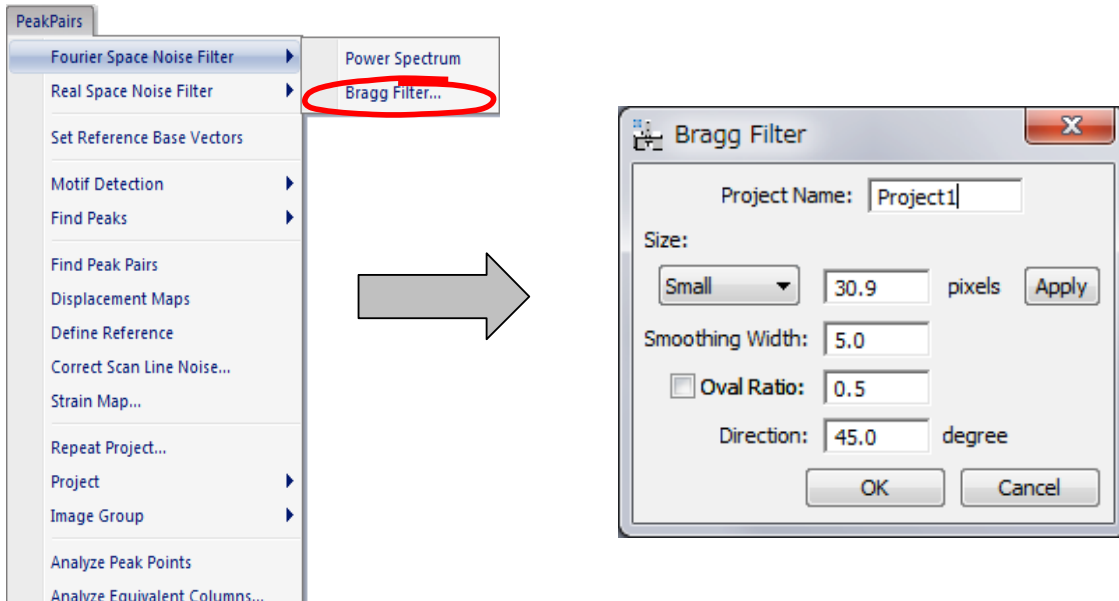 PeakPairs
Fourier Space Noise Filter
Real Space Noise Filter
Set Reference Base Vectors
Motif Detection
Find Peaks
Find Peak Pairs
Displacement Maps
Define Reference
Correct Scan Line Noise...
Strain Map...
Repeat Project...
Project
Image Group
Analyze Peak Points
Analyze Equivalent Columns...
Power Spectrum
Bragg Filter...
Bragg Filter
Project Name: Project1
Size:
Small 30.9 pixels Apply
Smoothing Width: 5.0
Oval Ratio: 0.5
Direction: 45.0 degree
OK Cancel